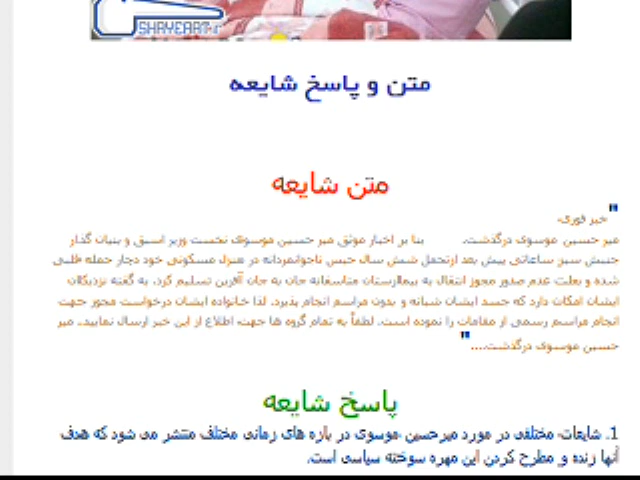 SHAYEAAT.ir
متن و پاسخ شایعه
متن شایعه
"خبر فوری،
میر حسین موسوی درگذشت. بنا بر اخبار موثق میر حسین موسوی نخست وزیر اسبق و بنیان گذار
جنبش سبز ساعاتی پیش بعد ازتحمل شش سال حبس ناجوانمردانه در منزل مسکونی خود دچار حمله قلبی
شده و بعلت عدم صدور مجوز انتقال به بیمارستان متاسفانه جان به جان آفرین تسلیم کرد. به گفته نزدیکان
ایشان امکان دارد که جسد ایشان شبانه و بدون مراسم انجام پذیرد. لذا خانواده ایشان درخواست مجوز جهت
انجام مراسم رسمی از مقامات را نموده است. لطفاً به تمام گروه ها جهت اطلاع از این خبر ارسال نمایید. میر
حسین موسوی درگذشت...."
پاسخ شایعه
1. شایعات مختلفی در مورد میرحسین موسوی در بازه های زمانی مختلف منتشر می شود که هدف
آنها زنده و مطرح کردن این مهره سوخته سیاسی است.